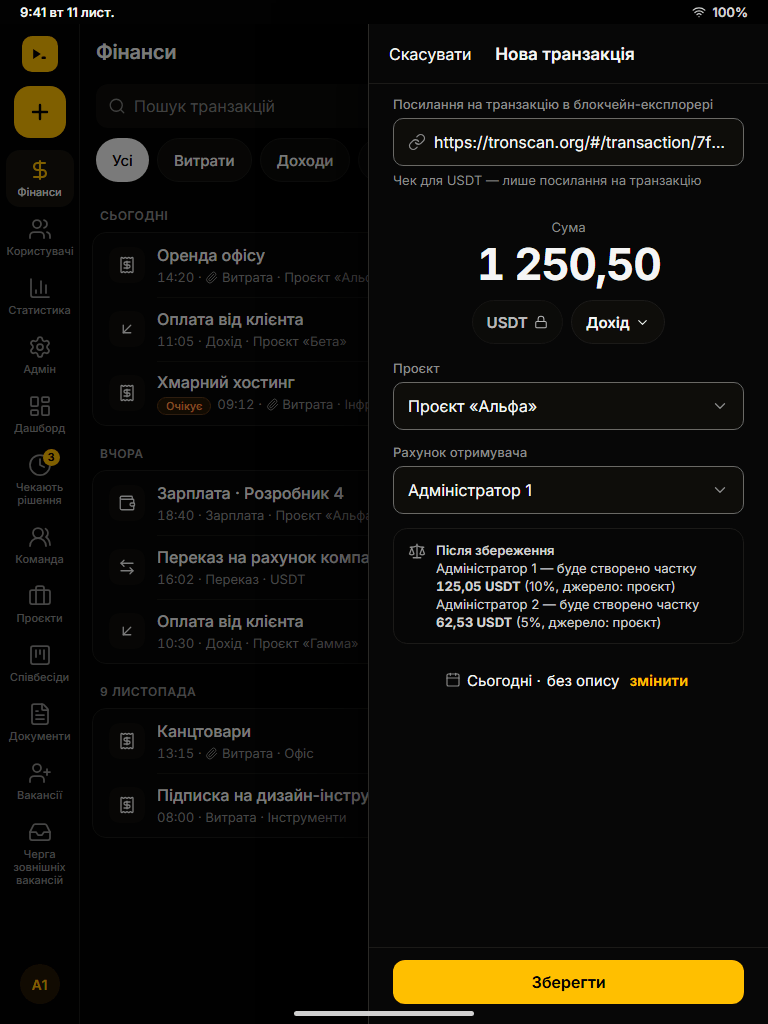 9:41 вт 11 лист.
100%
Фінанси
Користувачі
Статистика
Адмін
Дашборд
3
Чекають
рішення
Команда
Проєкти
Співбесіди
Документи
Вакансії
Черга
зовнішніх
вакансій
А1
Фінанси
Пошук транзакцій
Усі
Витрати
Доходи
СЬОГОДНІ
Оренда офісу
14:20 · Витрата · Проєкт «Аль
Оплата від клієнта
11:05 · Дохід · Проєкт «Бета»
Хмарний хостинг
Очікує 09:12 · Витрата · Інфр
ВЧОРА
Зарплата · Розробник 4
18:40 · Зарплата · Проєкт «Альфа
Переказ на рахунок компа
16:02 · Переказ · USDT
Оплата від клієнта
10:30 · Дохід · Проєкт «Гамма»
9 ЛИСТОПАДА
Канцтовари
13:15 · Витрата · Офіс
Підписка на дизайн-інстру
08:00 · Витрата · Інструменти
Скасувати
Нова транзакція
Посилання на транзакцію в блокчейн-експлорері
https://tronscan.org/#/transaction/7f...
Чек для USDT — лише посилання на транзакцію
Сума
1 250,50
USDT
Дохід
Проєкт
Проєкт «Альфа»
Рахунок отримувача
Адміністратор 1
Після збереження
Адміністратор 1 — буде створено частку
125,05 USDT (10%, джерело: проєкт)
Адміністратор 2 — буде створено частку
62,53 USDT (5%, джерело: проєкт)
Сьогодні · без опису змінити
Зберегти